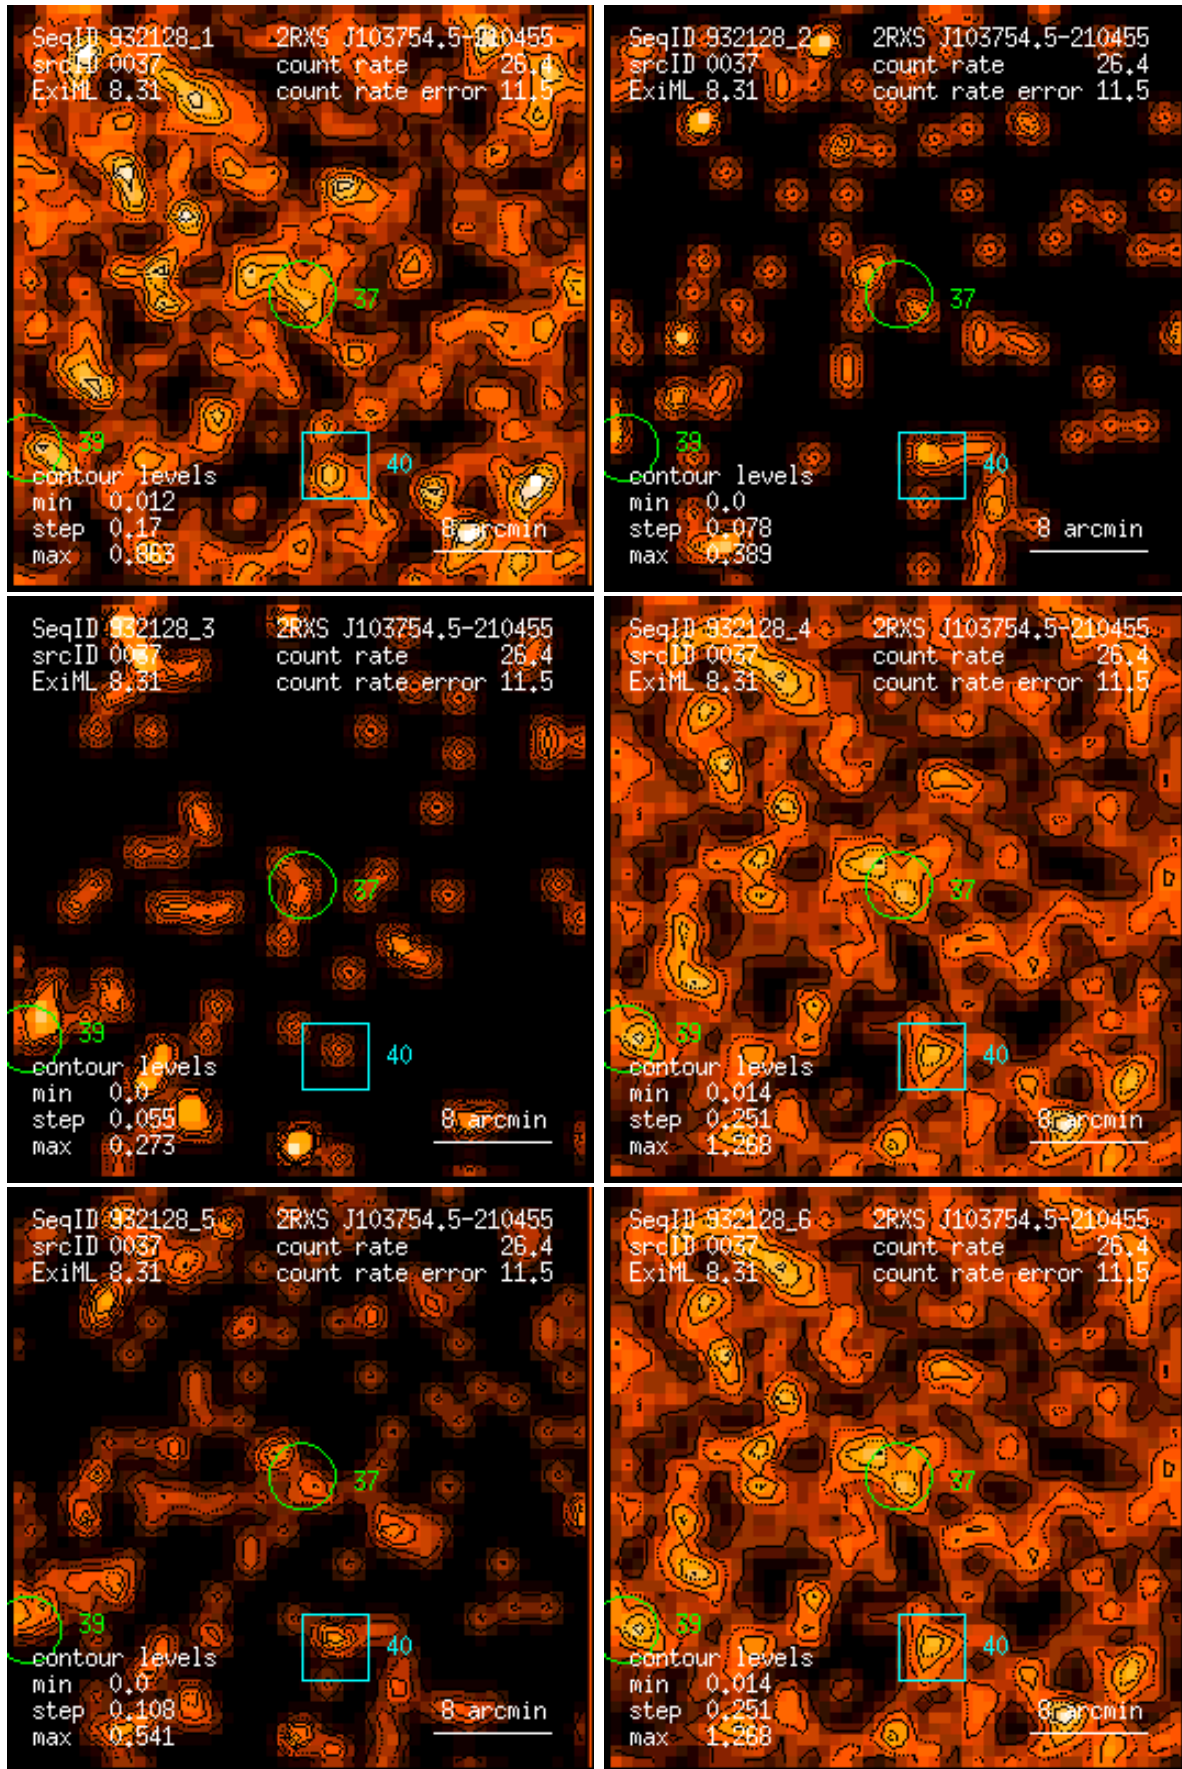 SeqID 932128_1 2RXS J103754.5-210455
srcID 0037 count rate 26.4
ExiML 8.31 count rate error 11.5
37
39
40
contour levels
min 0.012
step 0.17
max 0.863
8 arcmin
SeqID 932128_2 2RXS J103754.5-210455
srcID 0037 count rate 26.4
ExiML 8.31 count rate error 11.5
37
39
40
contour levels
min 0.0
step 0.078
max 0.389
8 arcmin
SeqID 932128_3 2RXS J103754.5-210455
srcID 0037 count rate 26.4
ExiML 8.31 count rate error 11.5
37
39
40
contour levels
min 0.0
step 0.055
max 0.273
8 arcmin
SeqID 932128_4 2RXS J103754.5-210455
srcID 0037 count rate 26.4
ExiML 8.31 count rate error 11.5
37
39
40
contour levels
min 0.014
step 0.251
max 1.268
8 arcmin
SeqID 932128_5 2RXS J103754.5-210455
srcID 0037 count rate 26.4
ExiML 8.31 count rate error 11.5
37
39
40
contour levels
min 0.0
step 0.108
max 0.541
8 arcmin
SeqID 932128_6 2RXS J103754.5-210455
srcID 0037 count rate 26.4
ExiML 8.31 count rate error 11.5
37
39
40
contour levels
min 0.014
step 0.251
max 1.268
8 arcmin